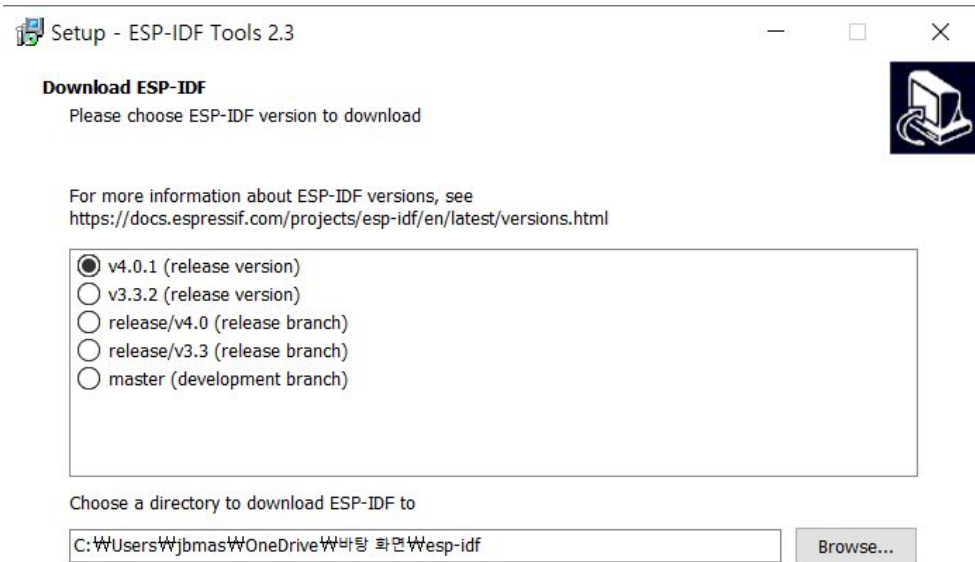 Setup - ESP-IDF Tools 2.3
Download ESP-IDF
Please choose ESP-IDF version to download
For more information about ESP-IDF versions, see
https://docs.espressif.com/projects/esp-idf/en/latest/versions.html
v4.0.1 (release version)
v3.3.2 (release version)
release/v4.0 (release branch)
release/v3.3 (release branch)
master (development branch)
Choose a directory to download ESP-IDF to
C:₩Users₩jbmas₩OneDrive₩바탕 화면₩esp-idf
Browse...